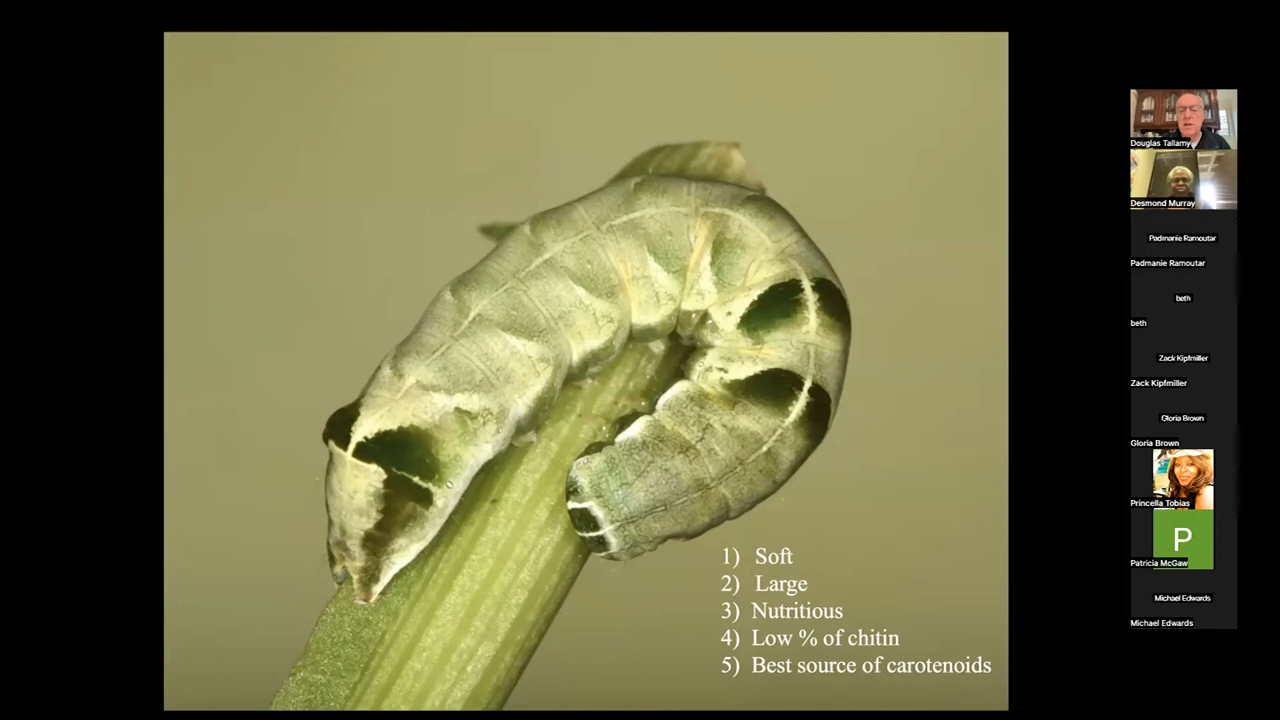 1) Soft
2) Large
3) Nutritious
4) Low % of chitin
5) Best source of carotenoids
Douglas Tallamy
Desmond Murray
Padmanie Ramoutar
Padmanie Ramoutar
beth
beth
Zack Kipfmiller
Zack Kipfmiller
Gloria Brown
Gloria Brown
Princella Tobias
P
Patricia McGaw
Michael Edwards
Michael Edwards